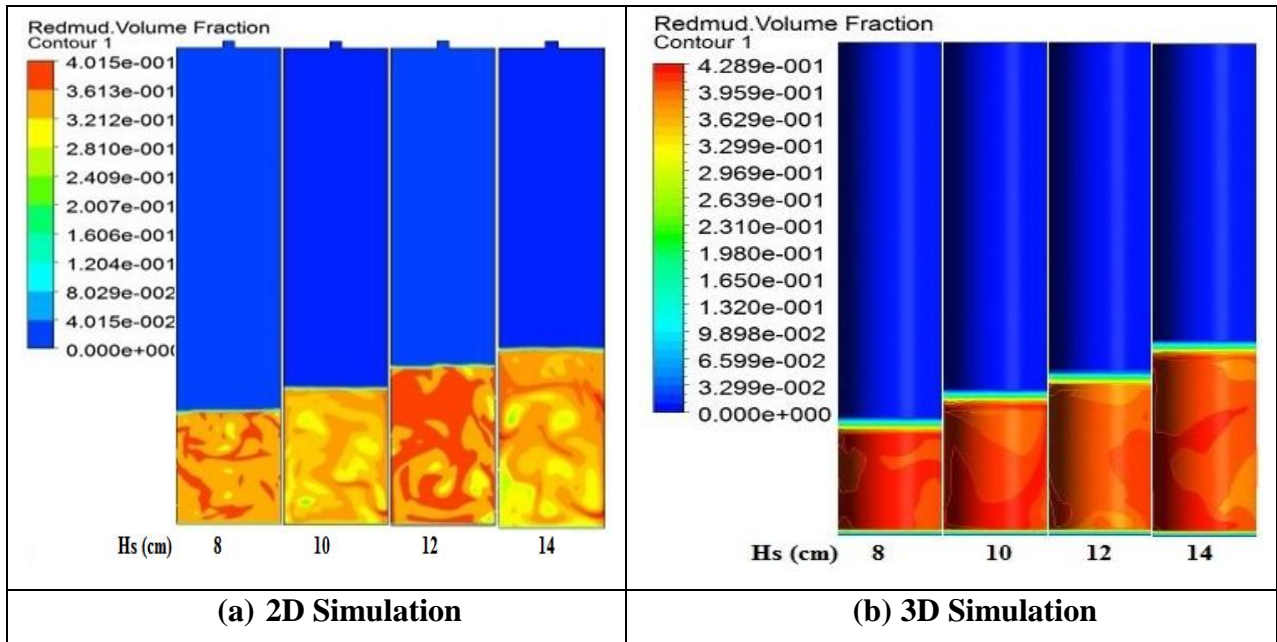 Redmud.Volume Fraction
Contour 1
4.015e-001
3.613e-001
3.212e-001
2.810e-001
2.409e-001
2.007e-001
1.606e-001
1.204e-001
8.029e-002
4.015e-002
0.000e+00(
Hs (cm) 8 10 12 14
(a) 2D Simulation
Redmud.Volume Fraction
Contour 1
4.289e-001
3.959e-001
3.629e-001
3.299e-001
2.969e-001
2.639e-001
2.310e-001
1.980e-001
1.650e-001
1.320e-001
9.898e-002
6.599e-002
3.299e-002
0.000e+000
Hs (cm) 8 10 12 14
(b) 3D Simulation